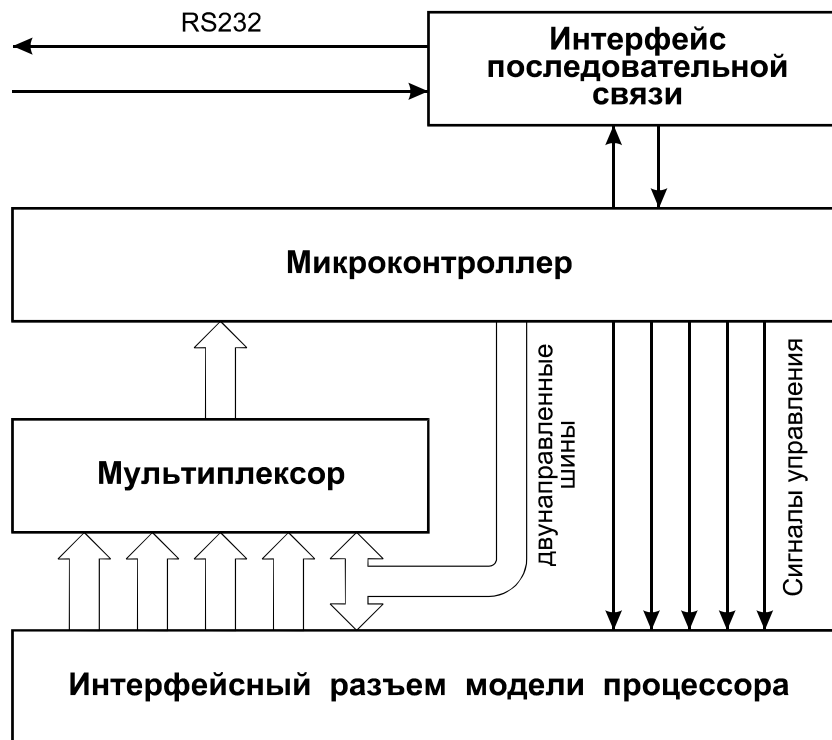 RS232
Интерфейс
последовательной
связи
Микроконтроллер
двунаправленные
шины
Сигналы управления
Мультиплексор
Интерфейсный разъем модели процессора